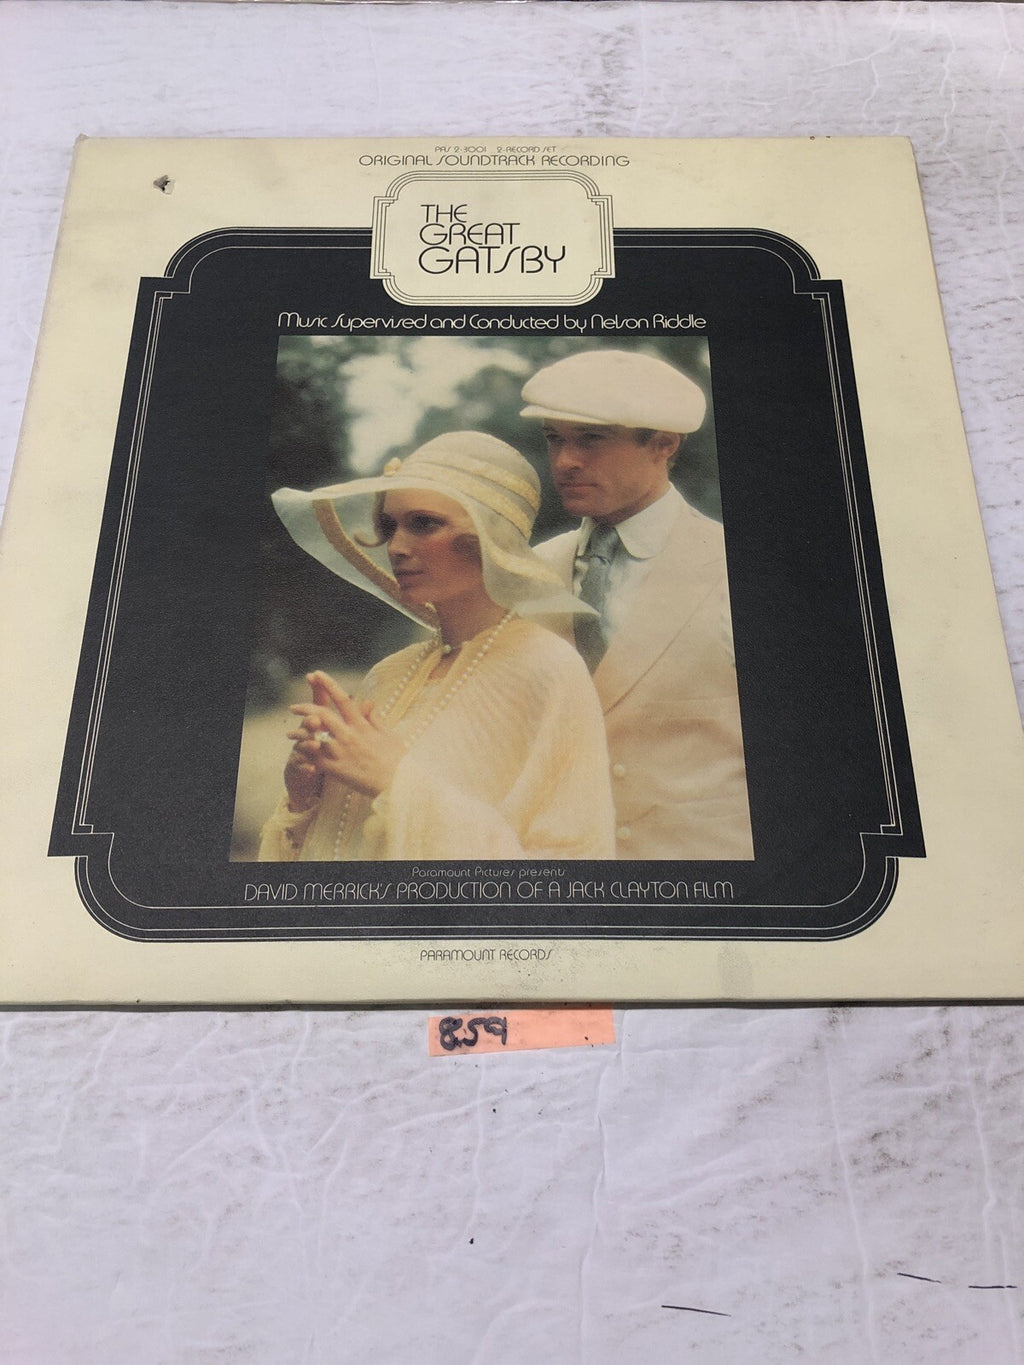 PAS 2-3001 2-RECORD SET
ORIGINAL SOUNDTRACK RECORDING
THE
GREAT
GATSBY
Music Supervised and Conducted by Nelson Riddle
Paramount Pictures presents
DAVID MERRICK'S PRODUCTION OF A JACK CLAYTON FILM
PARAMOUNT RECORDS
859